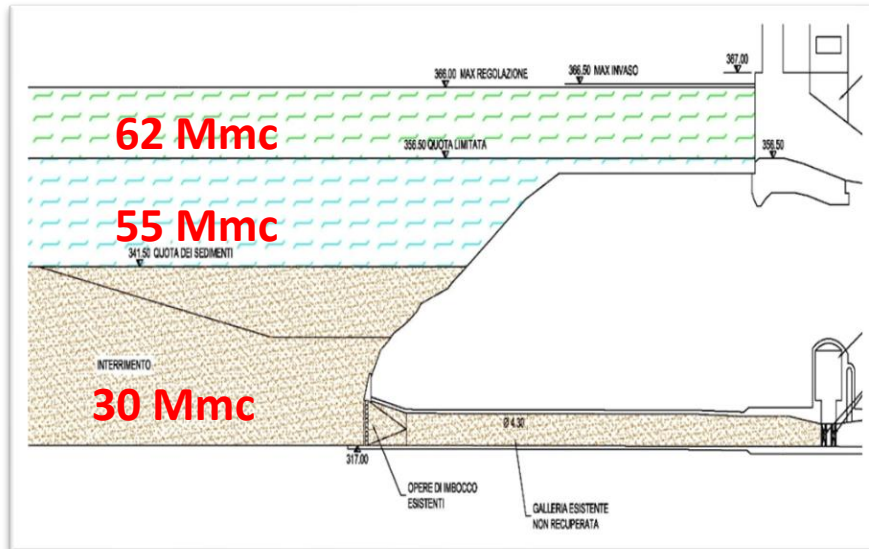 366.00 MAX REGOLAZIONE
366.50 MAX INVASO
367.00
62 Mmc
356.50 QUOTA LIMITATA
356.50
55 Mmc
341.50 QUOTA DEI SEDIMENTI
INTERRIMENTO
30 Mmc
Ø 4.30
317.00
OPERE DI IMBOCCO
ESISTENTI
GALLERIA ESISTENTE
NON RECUPERATA